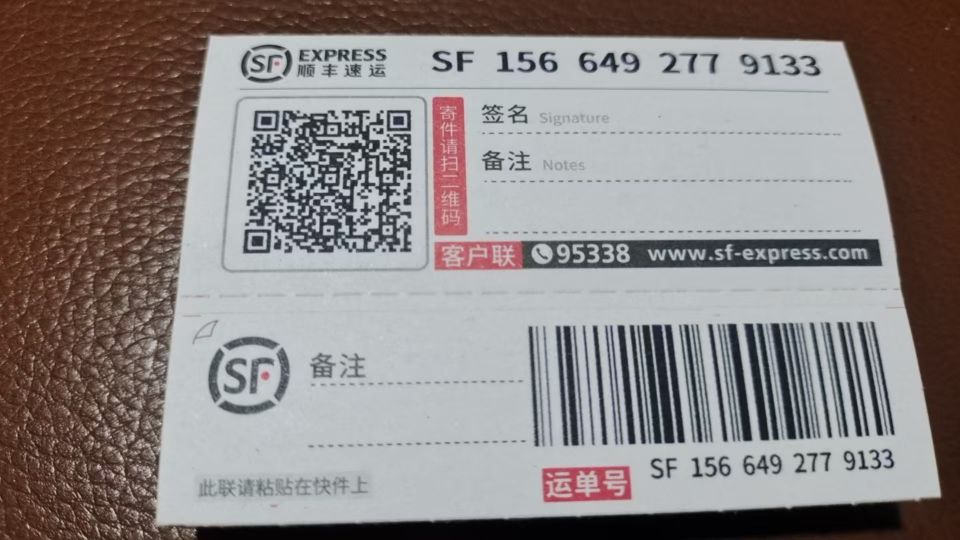 SF EXPRESS
顺丰速运
SF 156 649 277 9133
寄件请扫二维码
签名 Signature
备注 Notes
客户联 95338 www.sf-express.com
SF
备注
SF 156 649 277 9133
运单号
此联请粘贴在快件上